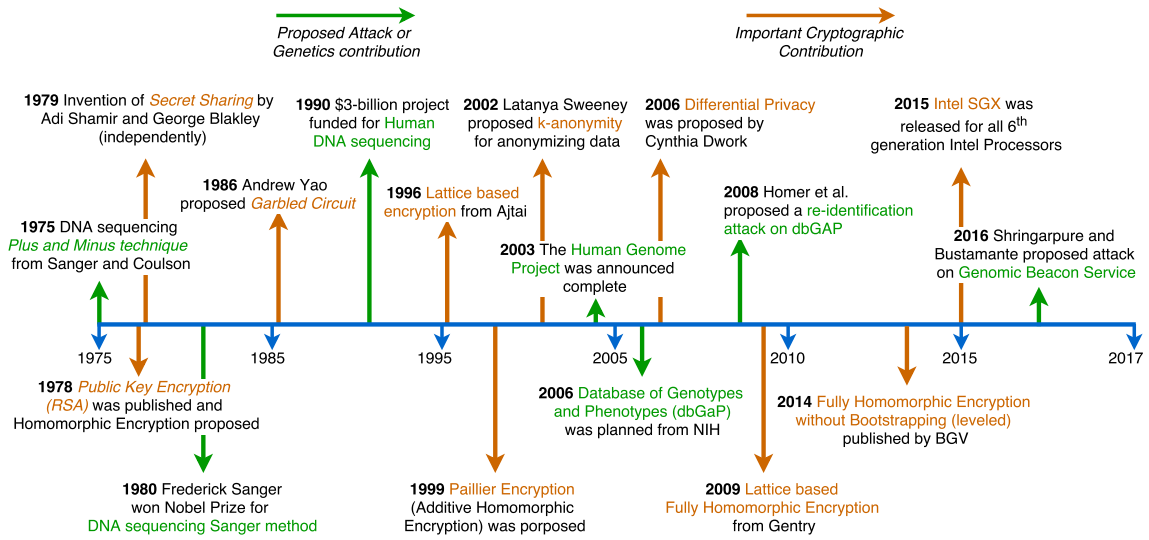 Proposed Attack or
Genetics contribution
Important Cryptographic
Contribution
1979 Invention of Secret Sharing by
Adi Shamir and George Blakley
(independently)
1990 $3-billion project
funded for Human
DNA sequencing
2002 Latanya Sweeney
proposed k-anonymity
for anonymizing data
2006 Differential Privacy
was proposed by
Cynthia Dwork
2015 Intel SGX was
released for all 6th
generation Intel Processors
1986 Andrew Yao
proposed Garbled Circuit
1996 Lattice based
encryption from Ajtai
2008 Homer et al.
proposed a re-identification
attack on dbGAP
1975 DNA sequencing
Plus and Minus technique
from Sanger and Coulson
2003 The Human Genome
Project was announced
complete
2016 Shringarpure and
Bustamante proposed attack
on Genomic Beacon Service
1975
1985
1995
2005
2010
2015
2017
1978 Public Key Encryption
(RSA) was published and
Homomorphic Encryption proposed
2006 Database of Genotypes
and Phenotypes (dbGaP)
was planned from NIH
2014 Fully Homomorphic Encryption
without Bootstrapping (leveled)
published by BGV
1980 Frederick Sanger
won Nobel Prize for
DNA sequencing Sanger method
1999 Paillier Encryption
(Additive Homomorphic
Encryption) was porposed
2009 Lattice based
Fully Homomorphic Encryption
from Gentry